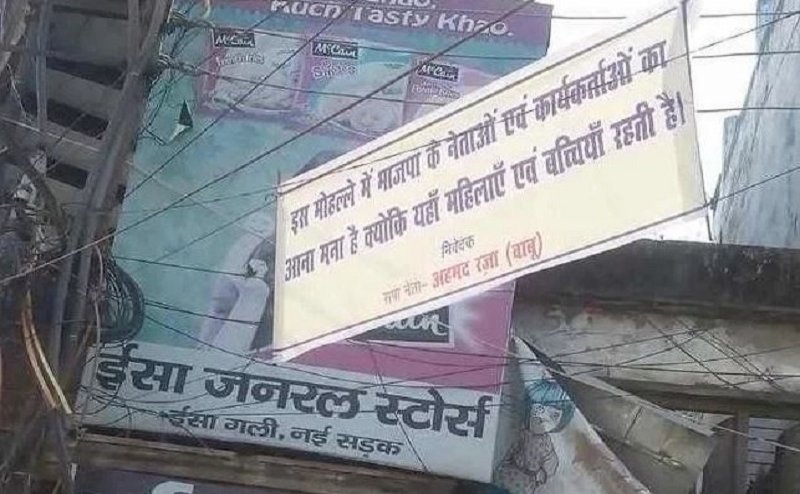 Kuch Tasty Khao.
McCain
McCain
McCain
इस मोहल्ले में भाजपा के नेताओं एवं कार्यकर्ताओं का
आना मना है क्योकि यहाँ महिलाएँ एवं बच्चियाँ रहती है।
निवेदक
सपा नेता- अहमद रजा (बाबू)
ईसा जनरल स्टोर्स
ईसा गली, नई सड़क